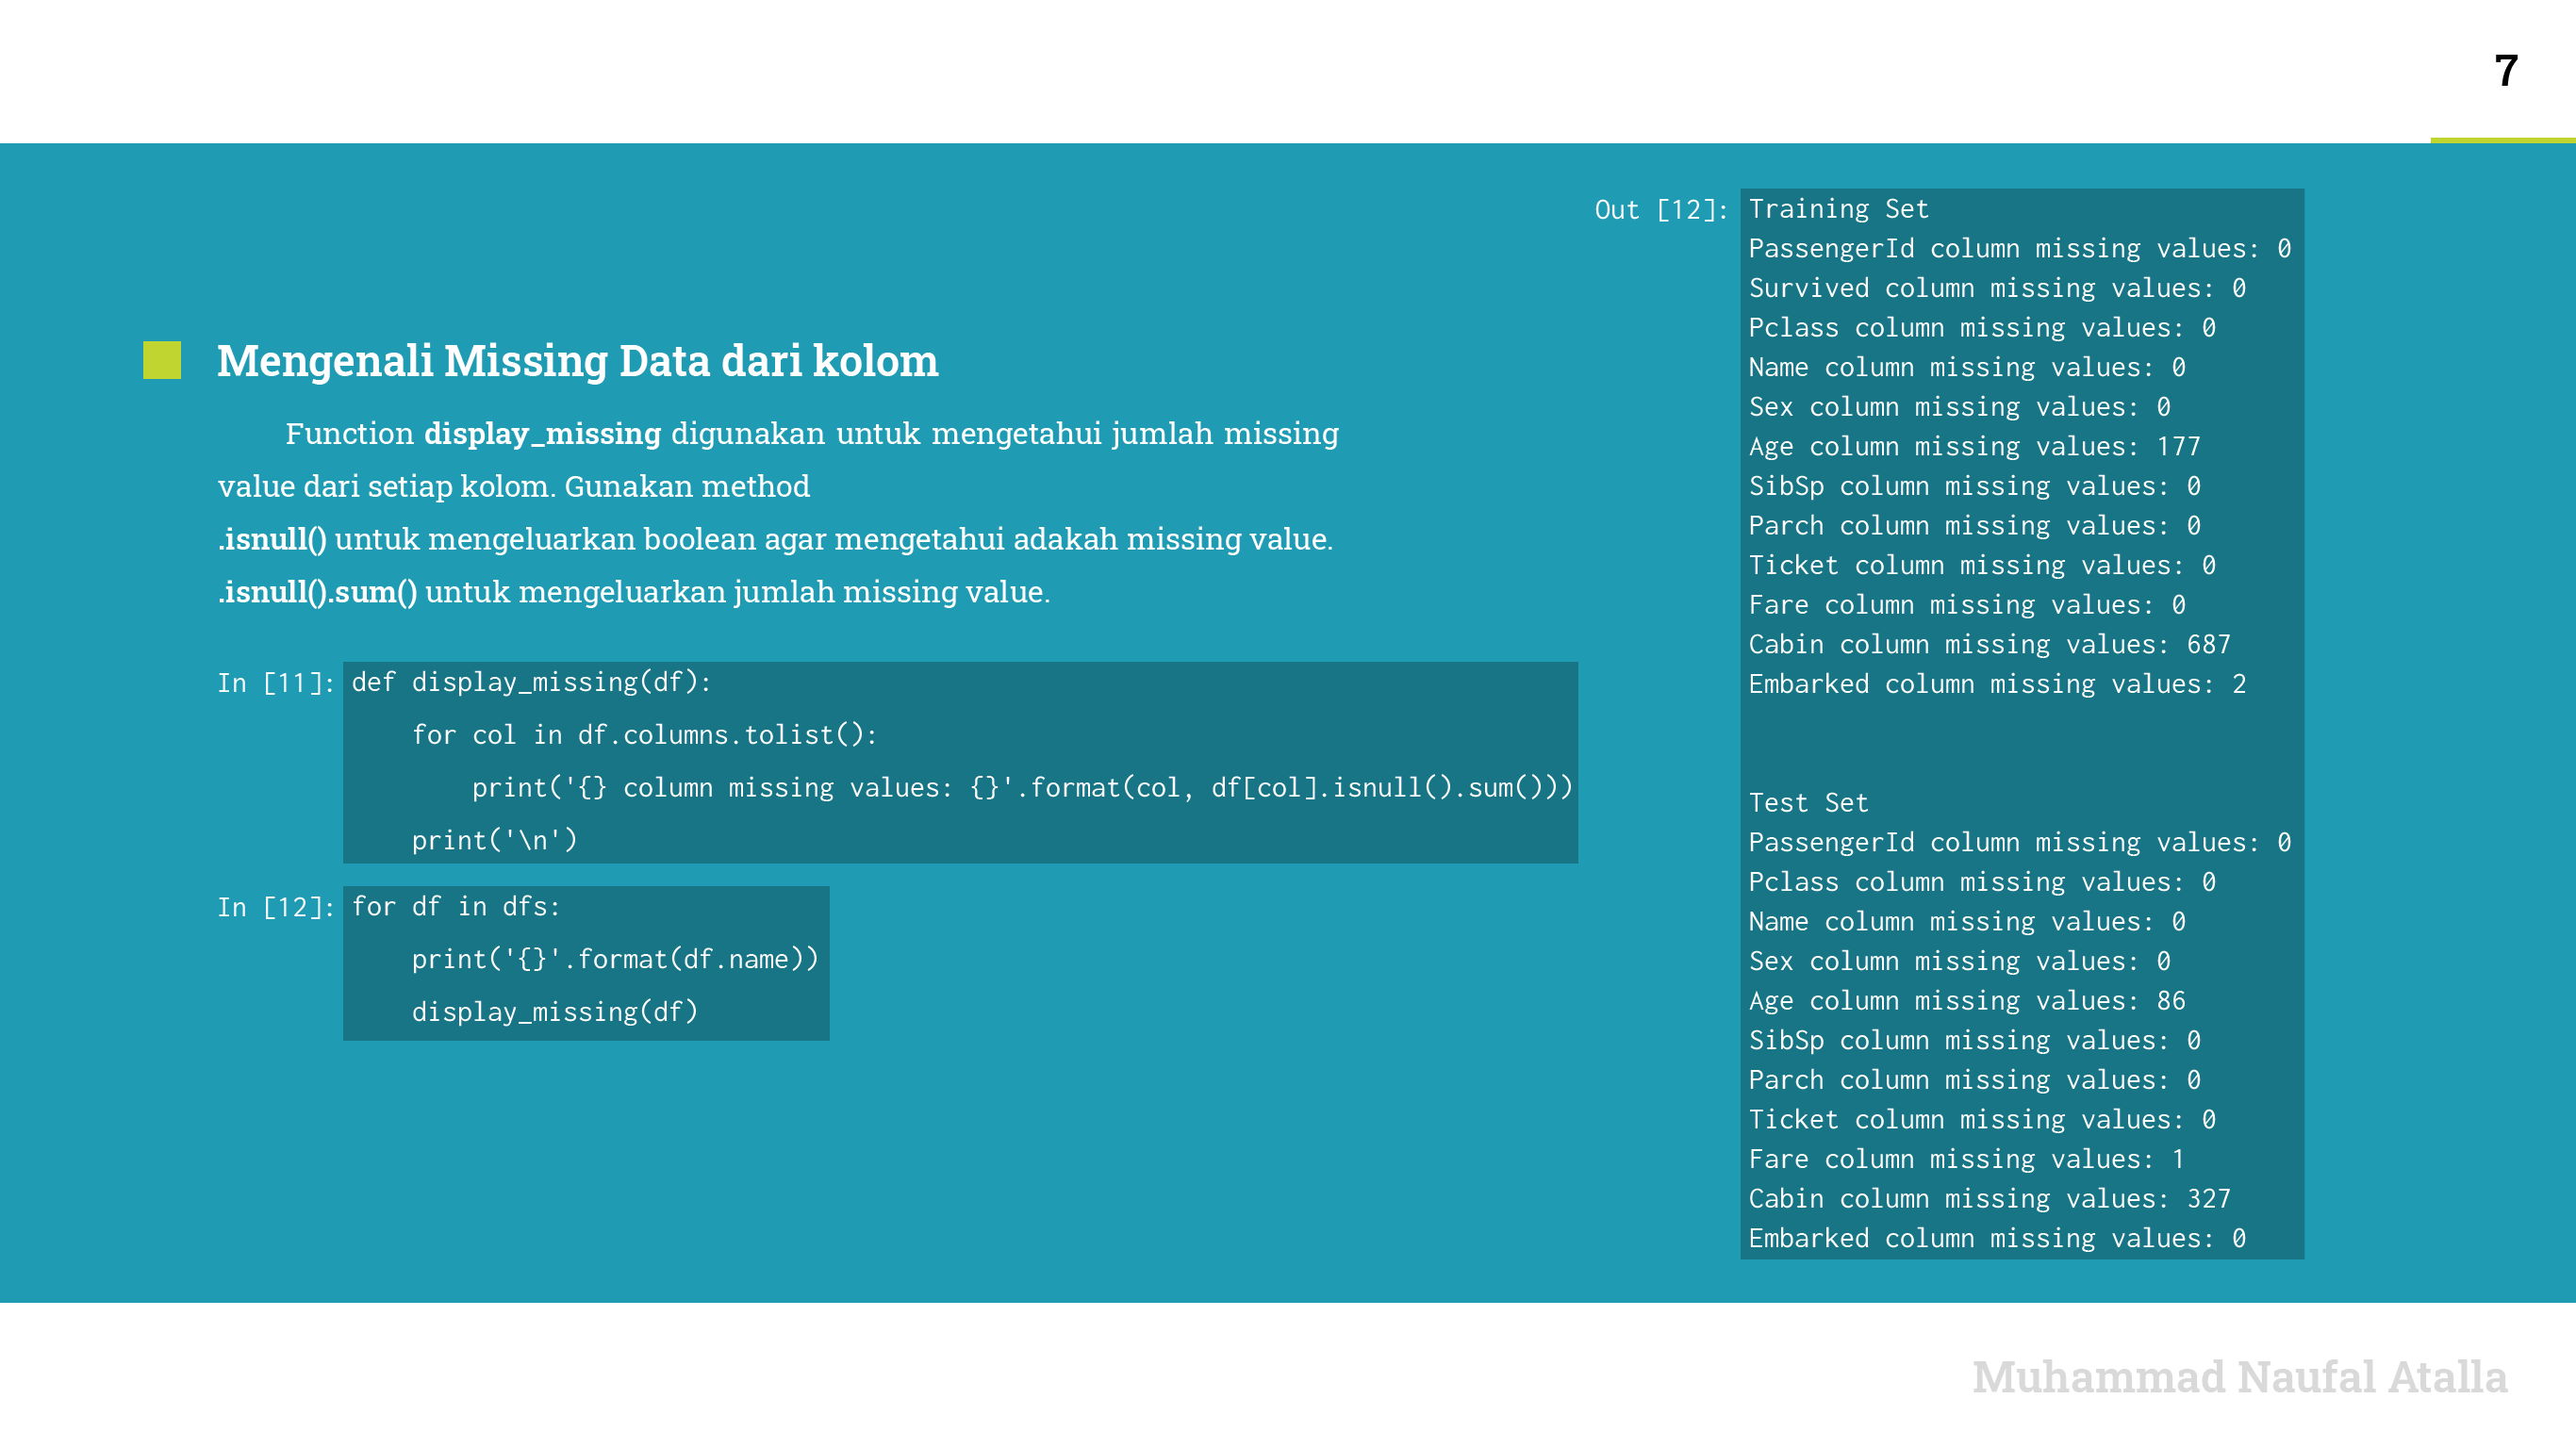 7
Mengenali Missing Data dari kolom
Function display_missing digunakan untuk mengetahui jumlah missing
value dari setiap kolom. Gunakan method
.isnull() untuk mengeluarkan boolean agar mengetahui adakah missing value.
.isnull().sum() untuk mengeluarkan jumlah missing value.
In [11]: def display_missing(df):
    for col in df.columns.tolist():
        print('{} column missing values: {}'.format(col, df[col].isnull().sum()))
    print('\n')
In [12]: for df in dfs:
    print('{}'.format(df.name))
    display_missing(df)
Out [12]: Training Set
PassengerId column missing values: 0
Survived column missing values: 0
Pclass column missing values: 0
Name column missing values: 0
Sex column missing values: 0
Age column missing values: 177
SibSp column missing values: 0
Parch column missing values: 0
Ticket column missing values: 0
Fare column missing values: 0
Cabin column missing values: 687
Embarked column missing values: 2
Test Set
PassengerId column missing values: 0
Pclass column missing values: 0
Name column missing values: 0
Sex column missing values: 0
Age column missing values: 86
SibSp column missing values: 0
Parch column missing values: 0
Ticket column missing values: 0
Fare column missing values: 1
Cabin column missing values: 327
Embarked column missing values: 0
Muhammad Naufal Atalla